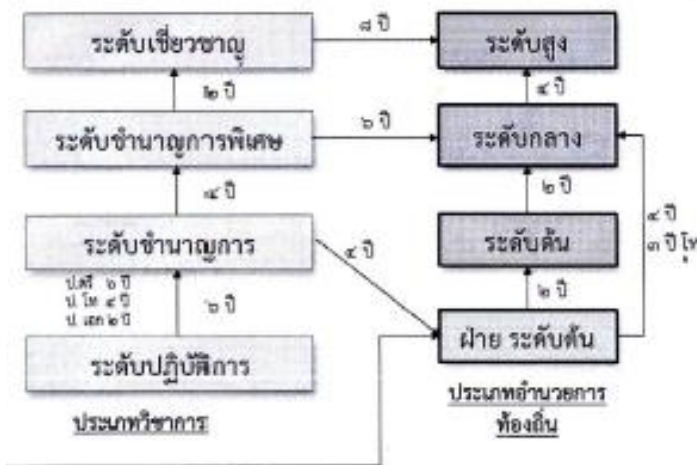 ระดับเชี่ยวชาญ
๘ ปี
ระดับสูง
๒ ปี
๔ ปี
ระดับชำนาญการพิเศษ
๖ ปี
ระดับกลาง
๔ ปี
๒ ปี
ระดับชำนาญการ
๔ ปี
ระดับต้น
๔ ปี
๓ ปี โท
ป.ตรี ๖ ปี
ป. โท ๔ ปี
ป. เอก ๒ ปี
๖ ปี
๒ ปี
ระดับปฏิบัติการ
ฝ่าย ระดับต้น
ประเภทวิชาการ
ประเภทอำนวยการ
ท้องถิ่น